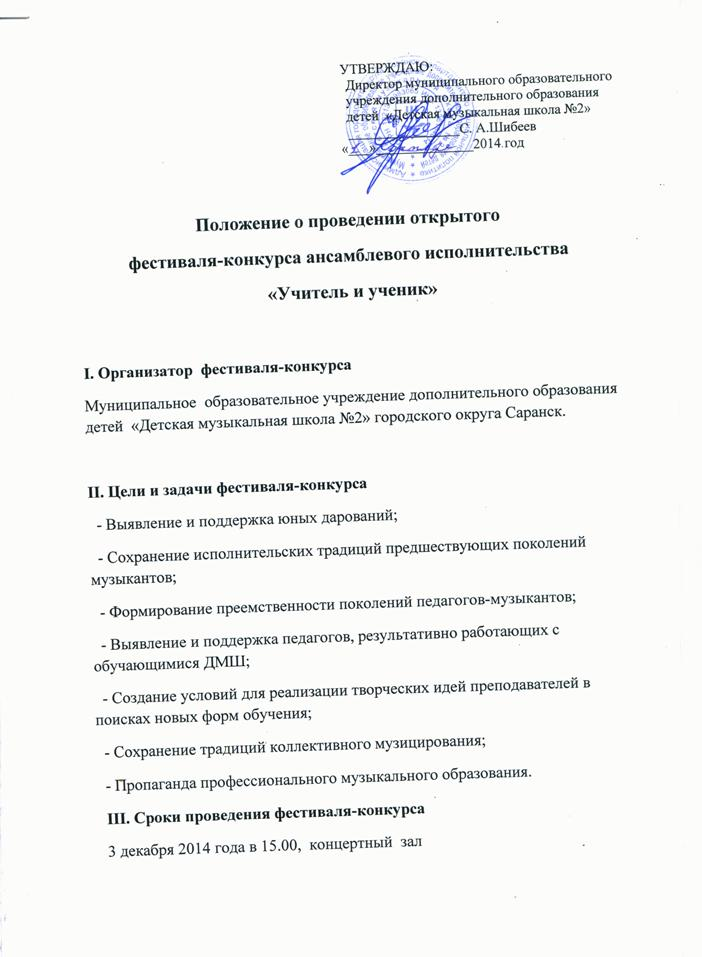 УТВЕРЖДАЮ:
Директор муниципального образовательного
учреждения дополнительного образования
детей «Детская музыкальная школа №2»
С. А.Шибеев
« » 2014 год
Положение о проведении открытого
фестиваля-конкурса ансамблевого исполнительства
«Учитель и ученик»
I. Организатор фестиваля-конкурса
Муниципальное образовательное учреждение дополнительного образования
детей «Детская музыкальная школа №2» городского округа Саранск.
II. Цели и задачи фестиваля-конкурса
- Выявление и поддержка юных дарований;
- Сохранение исполнительских традиций предшествующих поколений
музыкантов;
- Формирование преемственности поколений педагогов-музыкантов;
- Выявление и поддержка педагогов, результативно работающих с
обучающимися ДМШ;
- Создание условий для реализации творческих идей преподавателей в
поисках новых форм обучения;
- Сохранение традиций коллективного музицирования;
- Пропаганда профессионального музыкального образования.
III. Сроки проведения фестиваля-конкурса
3 декабря 2014 года в 15.00, концертный зал